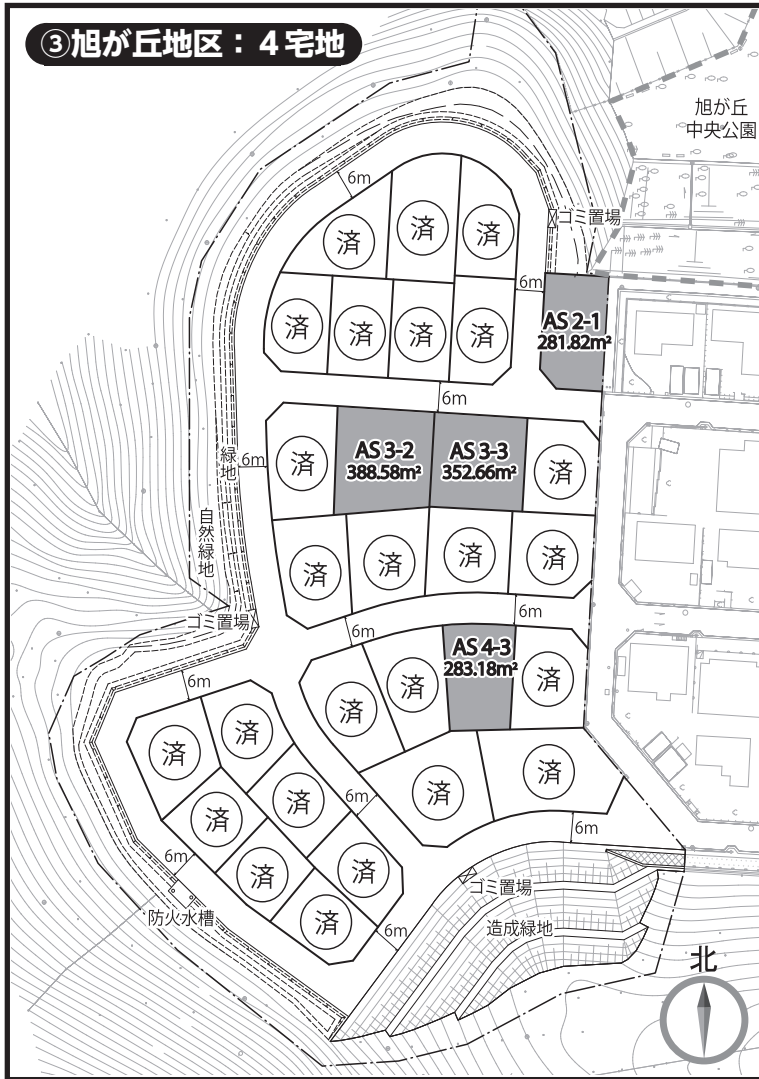 ③旭が丘地区：４宅地
旭が丘
中央公園
6m
ゴミ置場
済
済
済
6m
済
済
済
済
AS 2-1
281.82m²
6m
済
AS 3-2
388.58m²
AS 3-3
352.66m²
済
緑地
6m
自然緑地
済
済
済
済
ゴミ置場
6m
6m
済
済
AS 4-3
283.18m²
済
6m
済
済
済
済
済
済
済
6m
6m
済
済
済
6m
防火水槽
6m
ゴミ置場
造成緑地
北